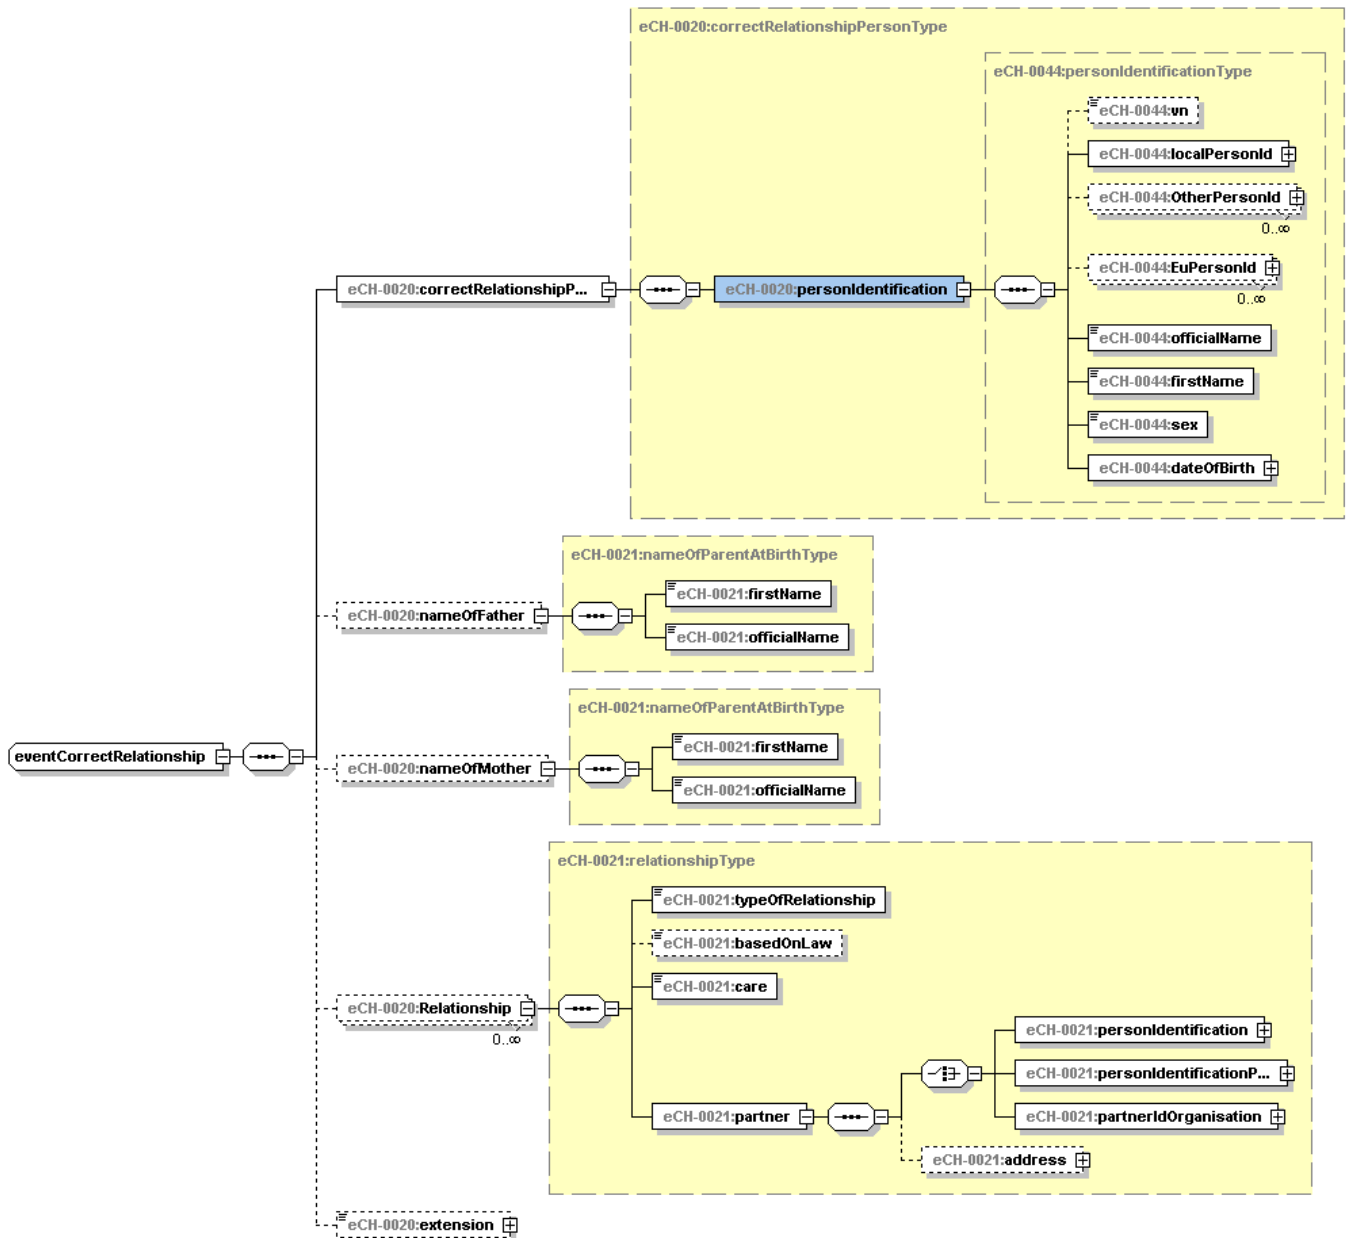 eCH-0020:correctRelationshipPersonType
eCH-0044:personIdentificationType
eCH-0044:vn
eCH-0044:localPersonId
eCH-0044:OtherPersonId
0..∞
eCH-0044:EuPersonId
0..∞
eCH-0020:correctRelationshipP...
eCH-0020:personIdentification
eCH-0044:officialName
eCH-0044:firstName
eCH-0044:sex
eCH-0044:dateOfBirth
eCH-0021:nameOfParentAtBirthType
eCH-0021:firstName
eCH-0020:nameOfFather
eCH-0021:officialName
eCH-0021:nameOfParentAtBirthType
eCH-0021:firstName
eventCorrectRelationship
eCH-0020:nameOfMother
eCH-0021:officialName
eCH-0021:relationshipType
eCH-0021:typeOfRelationship
eCH-0021:basedOnLaw
eCH-0021:care
eCH-0020:Relationship
0..∞
eCH-0021:personIdentification
eCH-0021:personIdentificationP...
eCH-0021:partner
eCH-0021:partnerIdOrganisation
eCH-0021:address
eCH-0020:extension